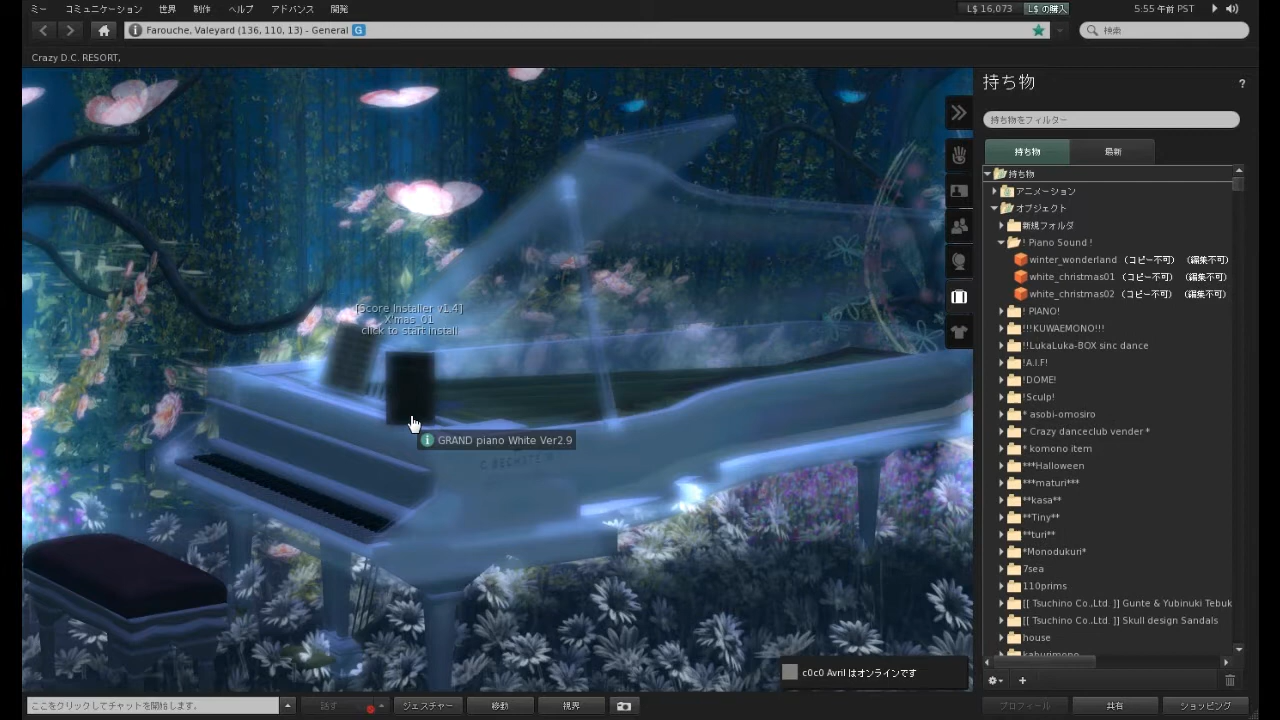 ミー コミュニケーション 世界 制作 ヘルプ アドバンス 開発
L$ 16,073 L$ の購入 5:55 午前 PST
Farouche, Valeyard (136, 110, 13) - General G
検索
Crazy D.C. RESORT,
持ち物 ?
持ち物をフィルター
持ち物 最新
持ち物
アニメーション
オブジェクト
新規フォルダ
! Piano Sound !
winter_wonderland (コピー不可) (編集不可)
white_christmas01 (コピー不可) (編集不可)
white_christmas02 (コピー不可) (編集不可)
! PIANO!
!!!KUWAEMONO!!!
!!LukaLuka-BOX sinc dance
!A.I.F!
!DOME!
!Sculp!
* asobi-omosiro
* Crazy danceclub vender *
* komono item
***Halloween
***maturi***
**kasa**
**Tiny**
**turi**
*Monodukuri*
7sea
110prims
[[ Tsuchino Co.,Ltd. ]] Gunte & Yubinuki Tebuk
[[ Tsuchino Co.,Ltd. ]] Skull design Sandals
house
kaburimono
[Score Installer v1.4]
X'mas_01
click to start install
GRAND piano White Ver2.9
c0c0 Avril はオンラインです
ここをクリックしてチャットを開始します。 話す ジェスチャー 移動 視界
プロフィール 共有 ショッピング